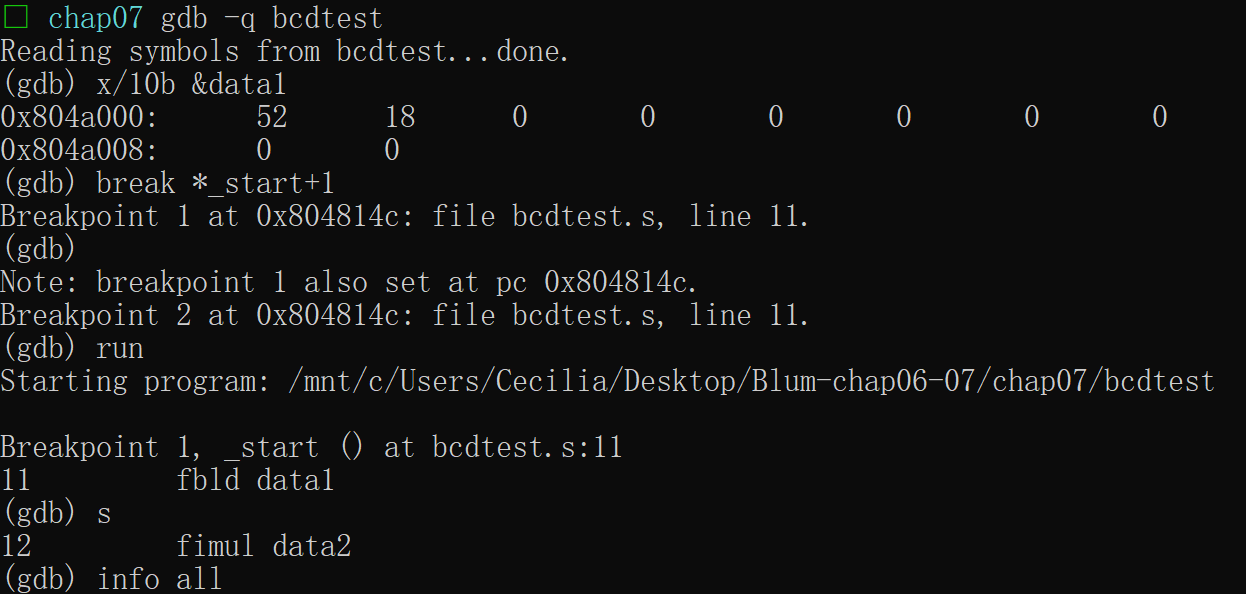 chap07 gdb -q bcdtest
Reading symbols from bcdtest...done.
(gdb) x/10b &data1
0x804a000: 52 18 0 0 0 0 0 0
0x804a008: 0 0
(gdb) break *_start+1
Breakpoint 1 at 0x804814c: file bcdtest.s, line 11.
(gdb)
Note: breakpoint 1 also set at pc 0x804814c.
Breakpoint 2 at 0x804814c: file bcdtest.s, line 11.
(gdb) run
Starting program: /mnt/c/Users/Cecilia/Desktop/Blum-chap06-07/chap07/bcdtest
Breakpoint 1, _start () at bcdtest.s:11
11 fbld data1
(gdb) s
12 fimul data2
(gdb) info all